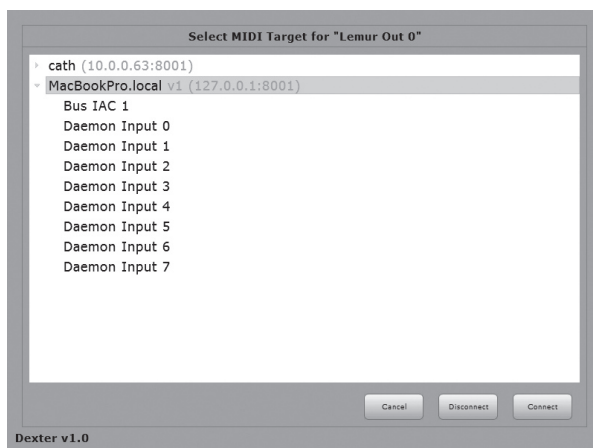 Select MIDI Target for "Lemur Out 0"
cath (10.0.0.63:8001)
MacBookPro.local v1 (127.0.0.1:8001)
Bus IAC 1
Daemon Input 0
Daemon Input 1
Daemon Input 2
Daemon Input 3
Daemon Input 4
Daemon Input 5
Daemon Input 6
Daemon Input 7
Cancel Disconnect Connect
Dexter v1.0